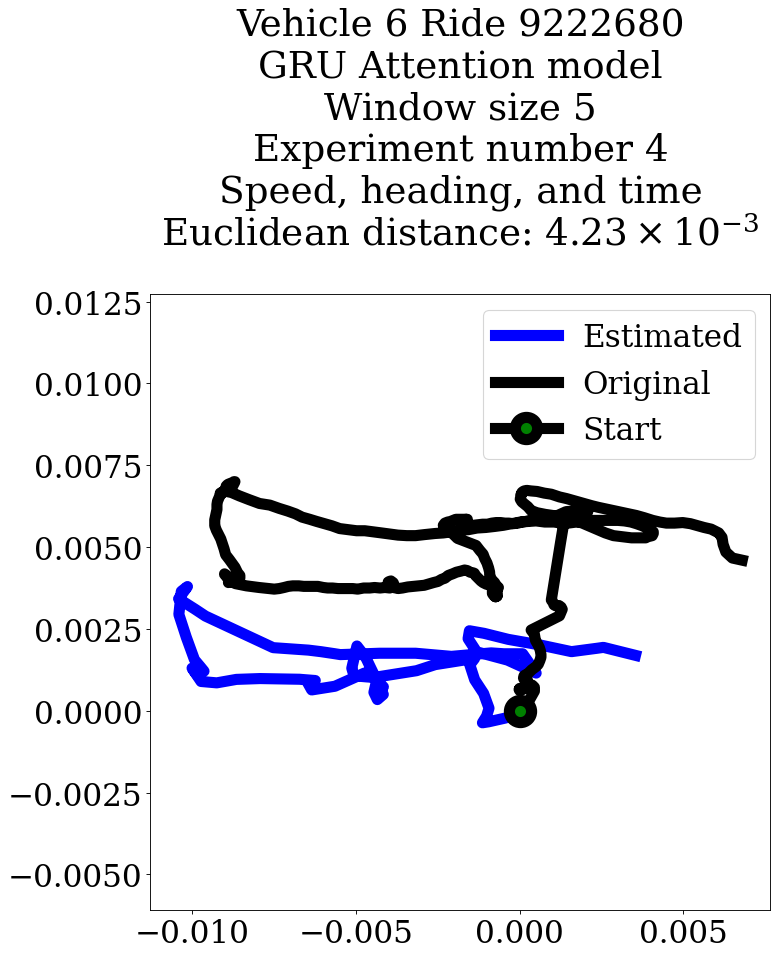 Vehicle 6 Ride 9222680
GRU Attention model
Window size 5
Experiment number 4
Speed, heading, and time
Euclidean distance: 4.23 × 10⁻³
0.0125
0.0100
0.0075
0.0050
0.0025
0.0000
−0.0025
−0.0050
Estimated
Original
Start
−0.010 −0.005 0.000 0.005